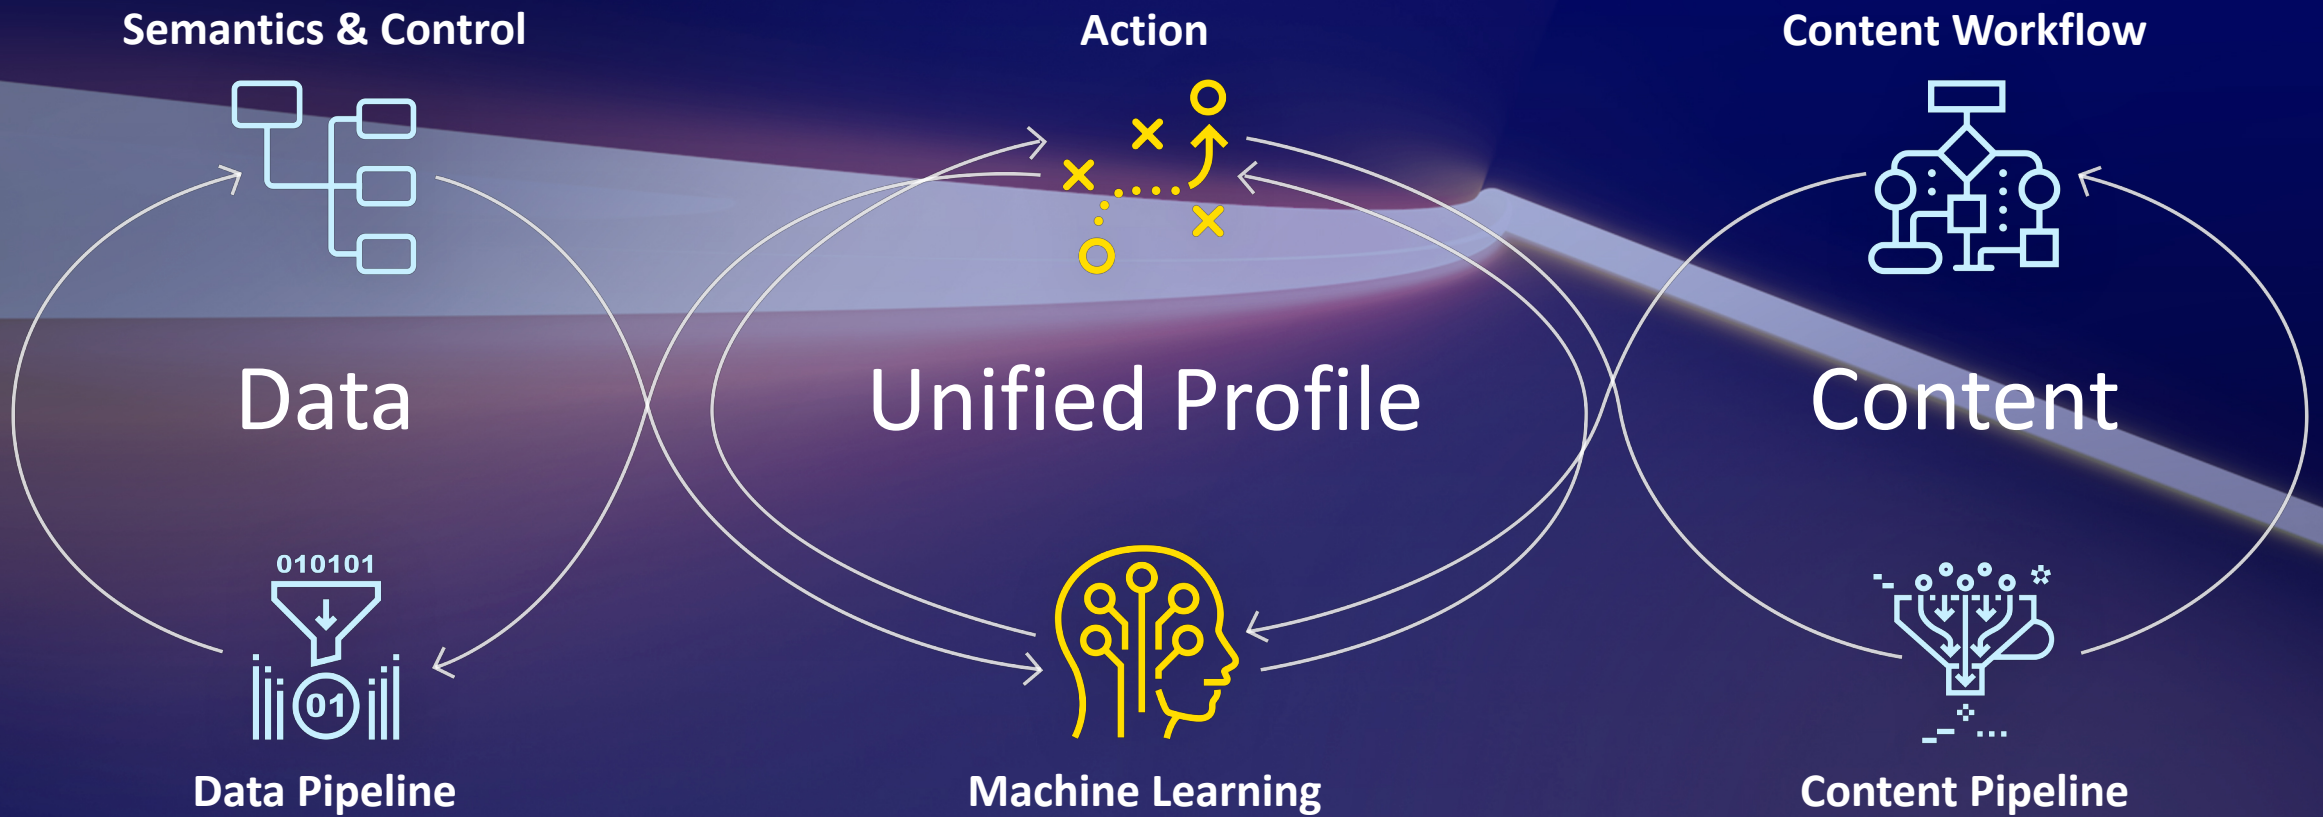 Semantics & Control
Action
Content Workflow
Data
Unified Profile
Content
010101
01
Data Pipeline
Machine Learning
Content Pipeline